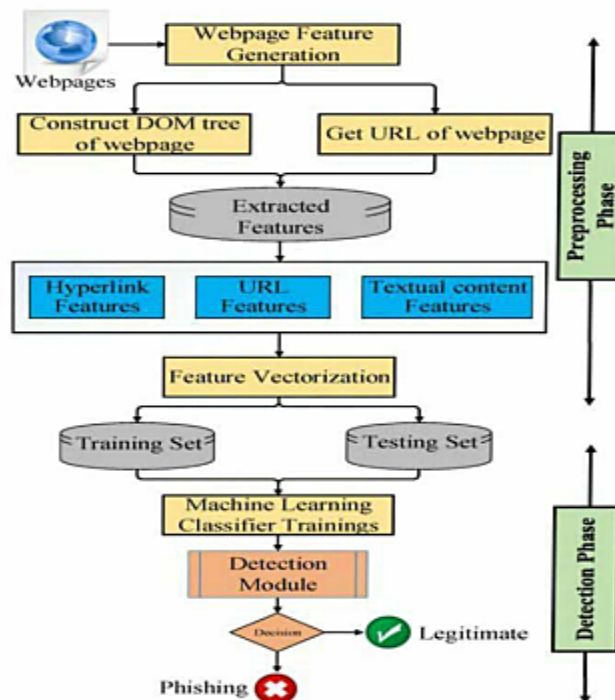 Webpages
Webpage Feature
Generation
Construct DOM tree
of webpage
Get URL of webpage
Extracted
Features
Hyperlink
Features
URL
Features
Textual content
Features
Feature Vectorization
Training Set
Testing Set
Machine Learning
Classifier Trainings
Detection
Module
Decision
Legitimate
Phishing
Preprocessing
Phase
Detection Phase